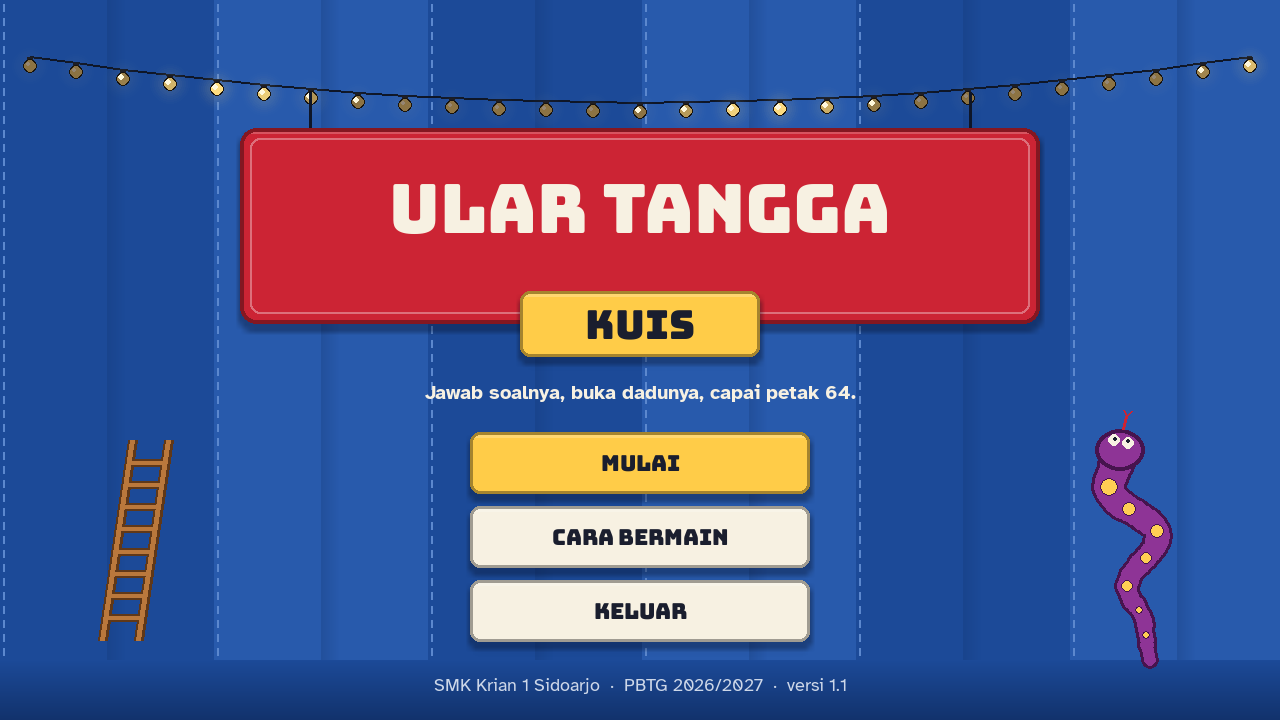 ULAR TANGGA
KUIS
Jawab soalnya, buka dadunya, capai petak 64.
MULAI
CARA BERMAIN
KELUAR
SMK Krian 1 Sidoarjo · PBTG 2026/2027 · versi 1.1